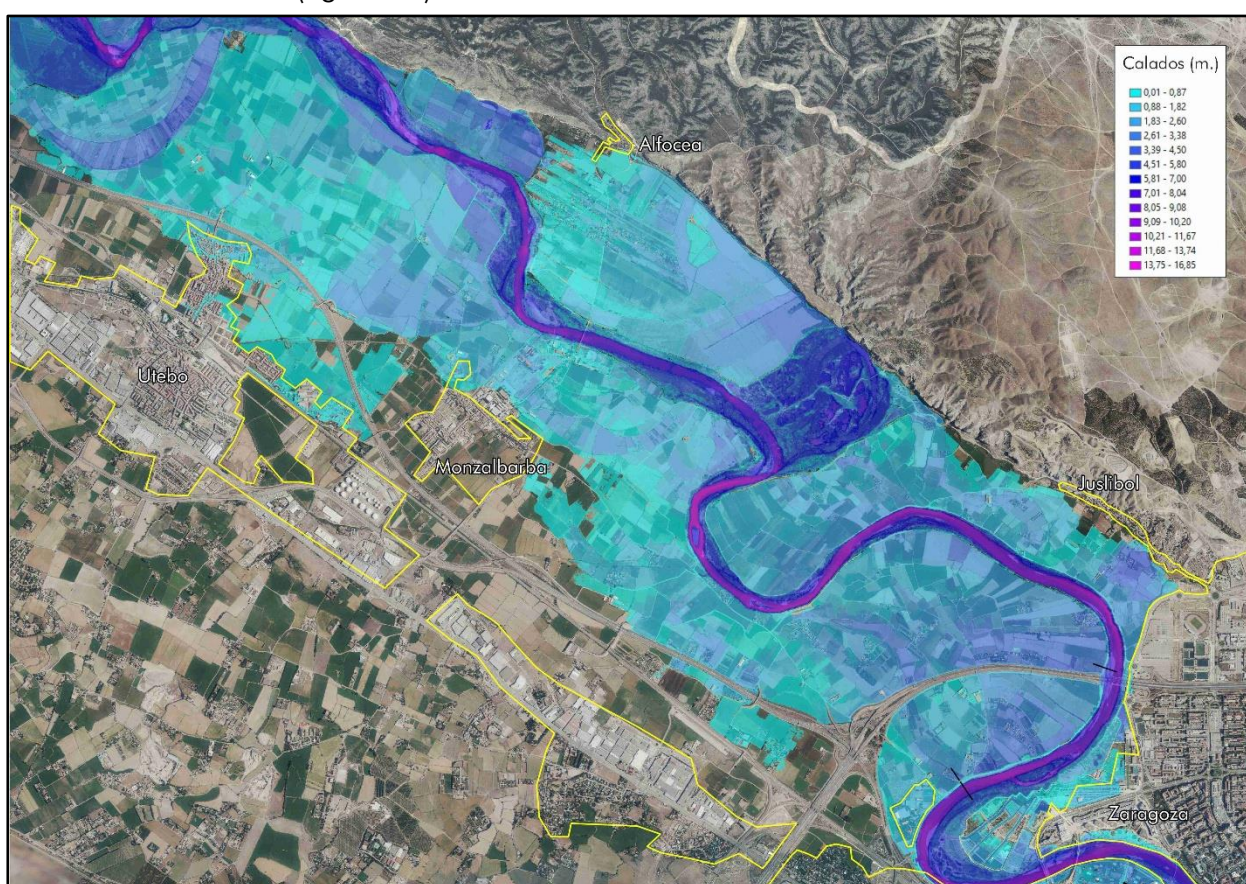 Calados (m.)
0,01 - 0,87
0,88 - 1,82
1,83 - 2,60
2,61 - 3,38
3,39 - 4,50
4,51 - 5,80
5,81 - 7,00
7,01 - 8,04
8,05 - 9,08
9,09 - 10,20
10,21 - 11,67
11,68 - 13,74
13,75 - 16,85
Alfocea
Utebo
Monzalbarba
Juslibol
Zaragoza